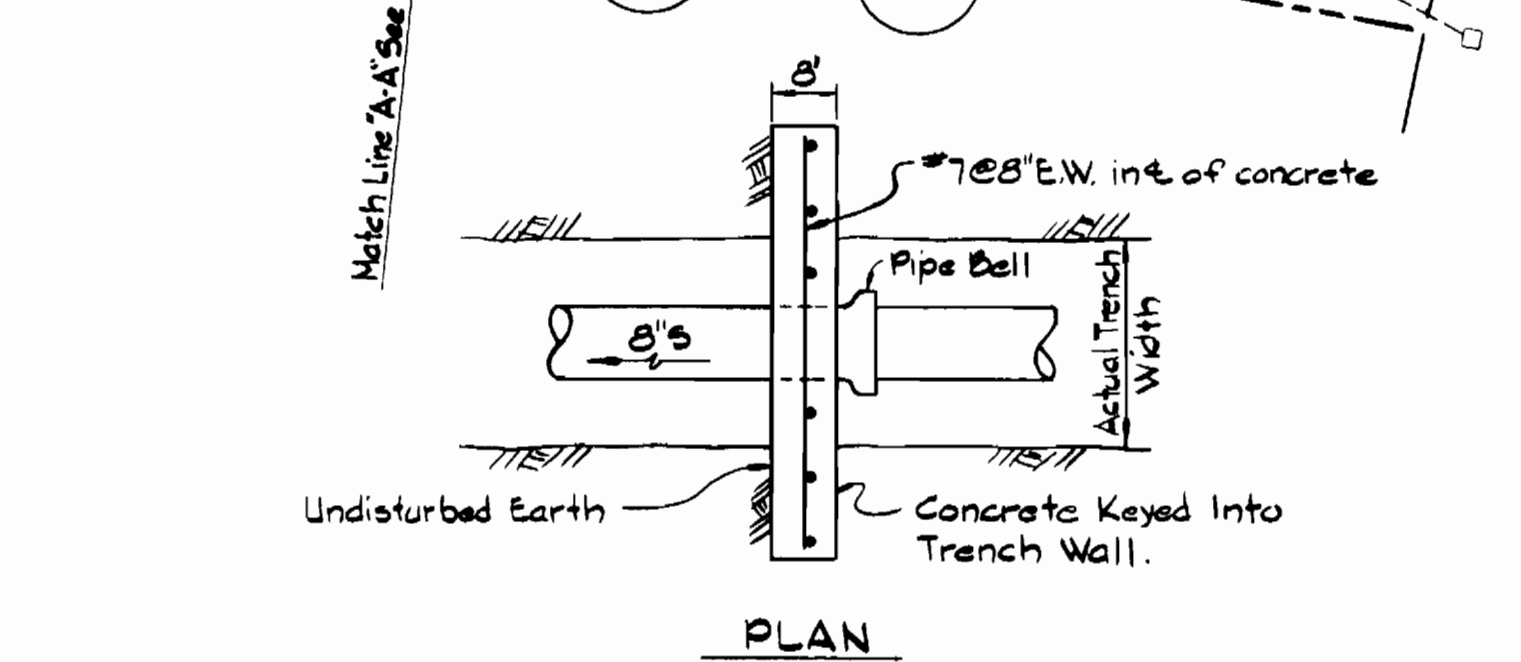 Match Line "A-A" See
8'
#7@8" E.W. in ℄ of concrete
Pipe Bell
8"S
Actual Trench
Width
Undisturbed Earth
Concrete Keyed Into
Trench Wall.
PLAN